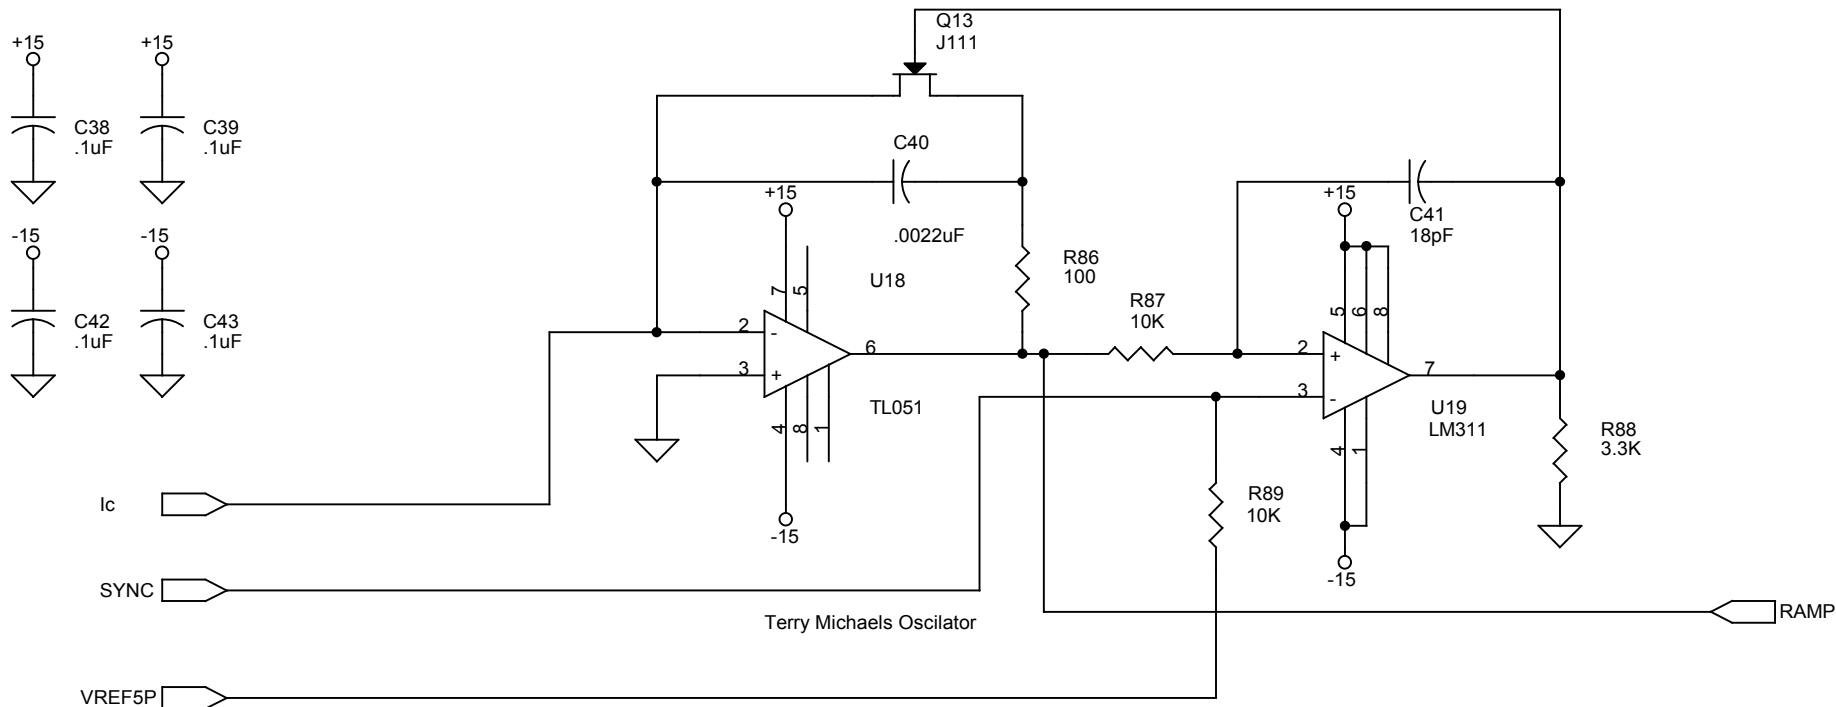 Q13
J111
+15
+15
C38
.1uF
C39
.1uF
C40
+15
.0022uF
+15
C41
18pF
-15
-15
R86
100
U18
7
5
R87
10K
5
6
8
C42
.1uF
C43
.1uF
2
-
6
2
+
3
+
7
3
-
TL051
U19
LM311
4
8
1
4
1
R88
3.3K
Ic
R89
10K
-15
-15
SYNC
Terry Michaels Oscilator
RAMP
VREF5P